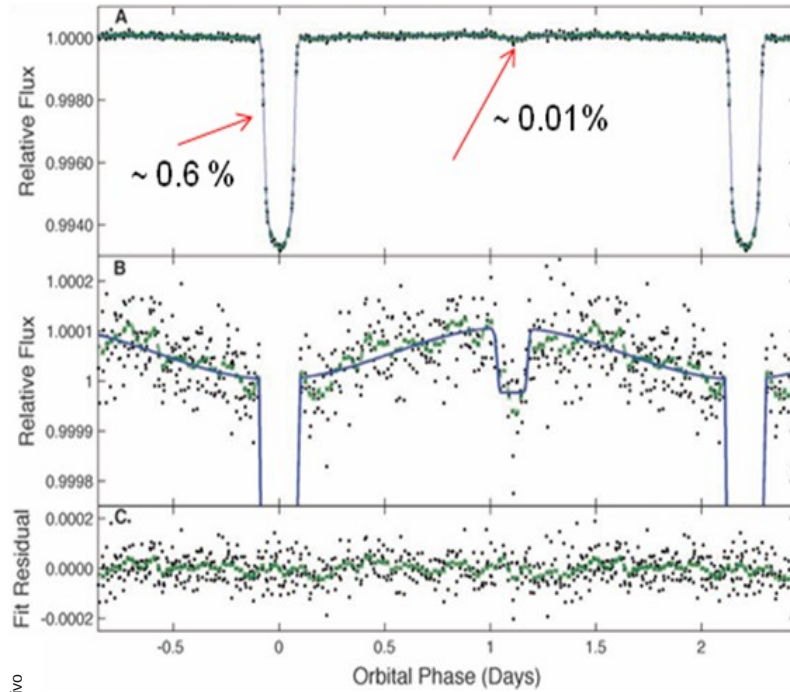 A
1.0000
0.9980
0.9960
0.9940
Relative Flux
~ 0.6 %
~ 0.01%
B
1.0002
1.0001
1
0.9999
0.9998
Relative Flux
.C.
0.0002
0.0000
-0.0002
Fit Residual
-0.5 0 0.5 1 1.5 2
Orbital Phase (Days)